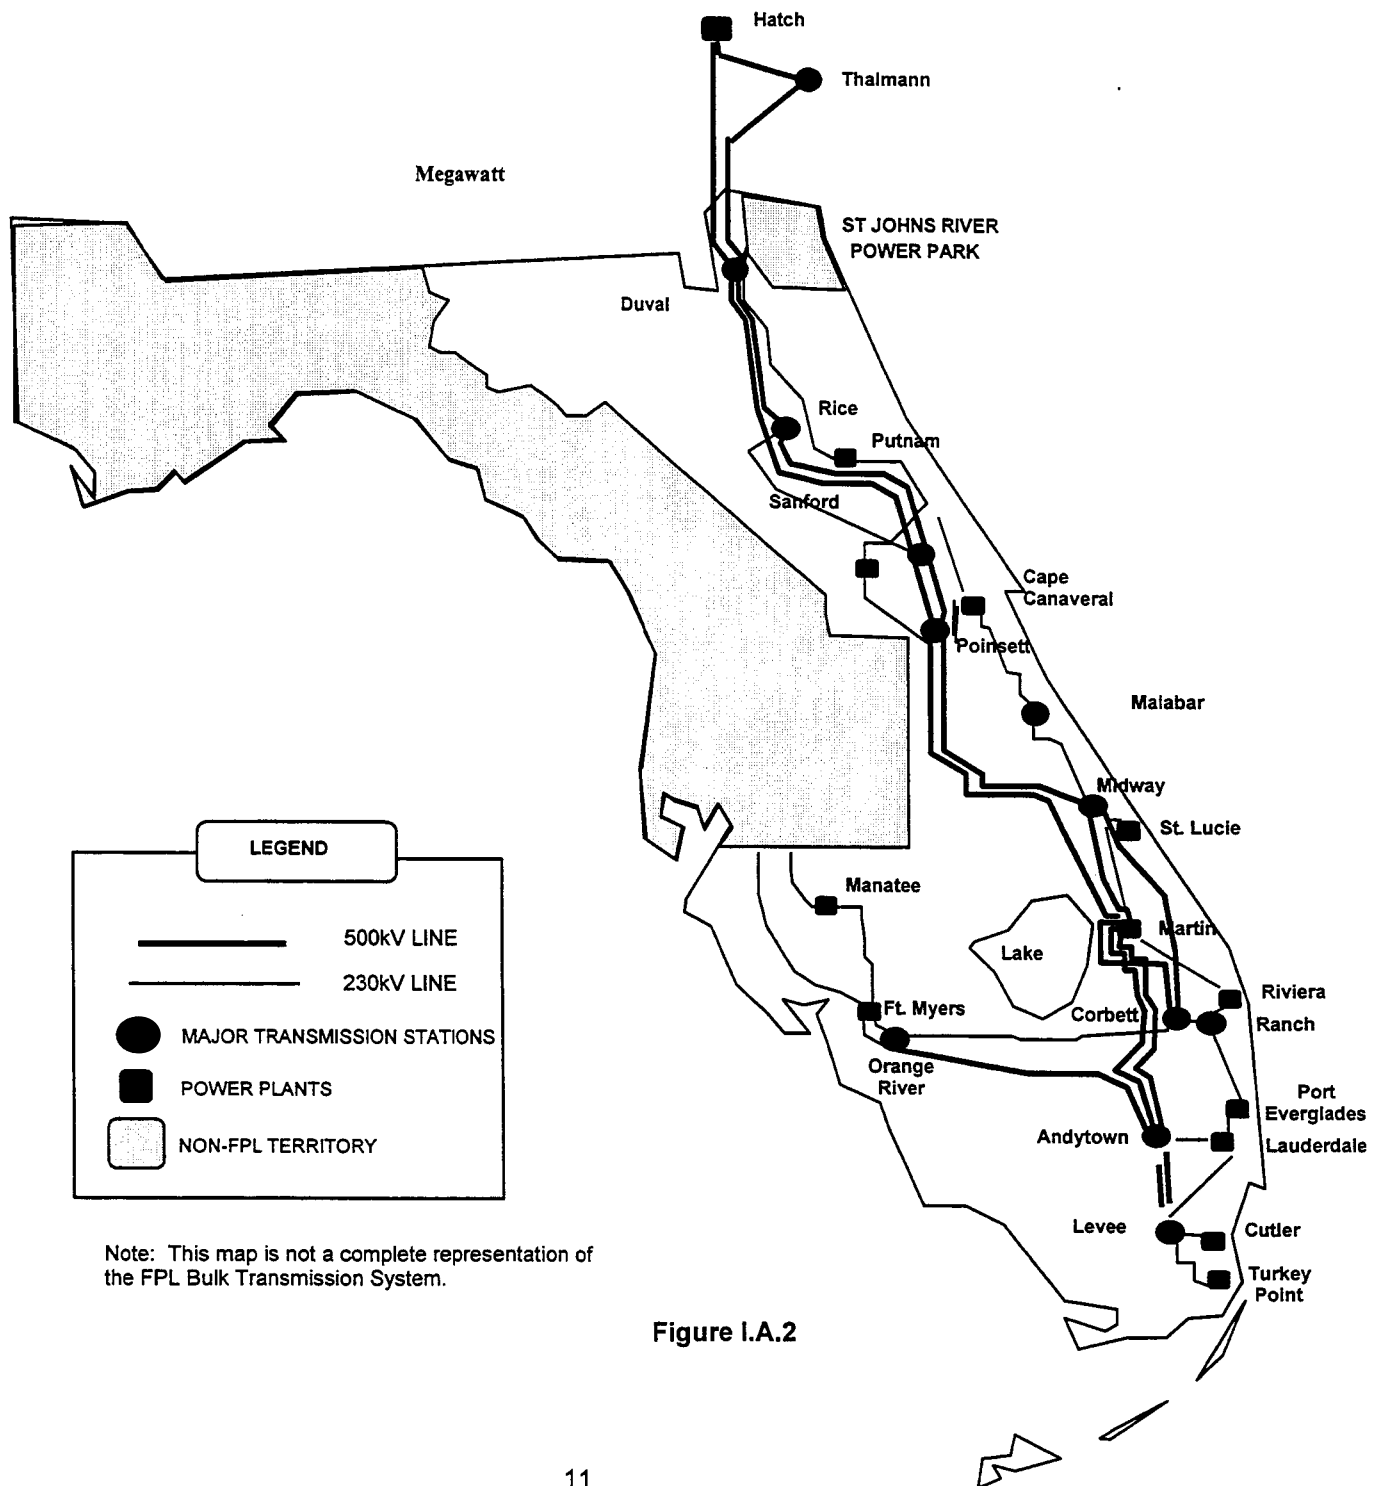 Hatch
Thalmann
Megawatt
ST JOHNS RIVER
POWER PARK
Duval
Rice
Putnam
Sanford
Cape
Canaveral
Poinsett
Malabar
Midway
St. Lucie
LEGEND
500kV LINE
230kV LINE
MAJOR TRANSMISSION STATIONS
POWER PLANTS
NON-FPL TERRITORY
Manatee
Lake
Martin
Ft. Myers
Corbett
Riviera
Ranch
Orange
River
Port
Everglades
Andytown
Lauderdale
Levee
Cutler
Turkey
Point
Note: This map is not a complete representation of
the FPL Bulk Transmission System.
Figure I.A.2
11